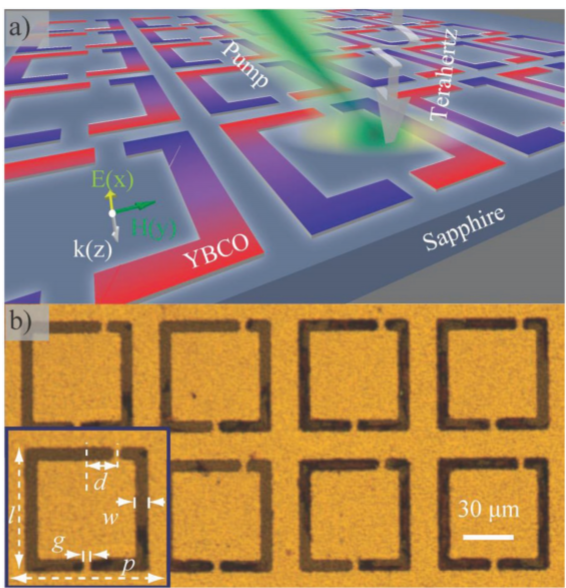 a)
Pump
Terahertz
E(x)
H(y)
k(z)
YBCO
Sapphire
b)
d
l
w
g
p
30 μm